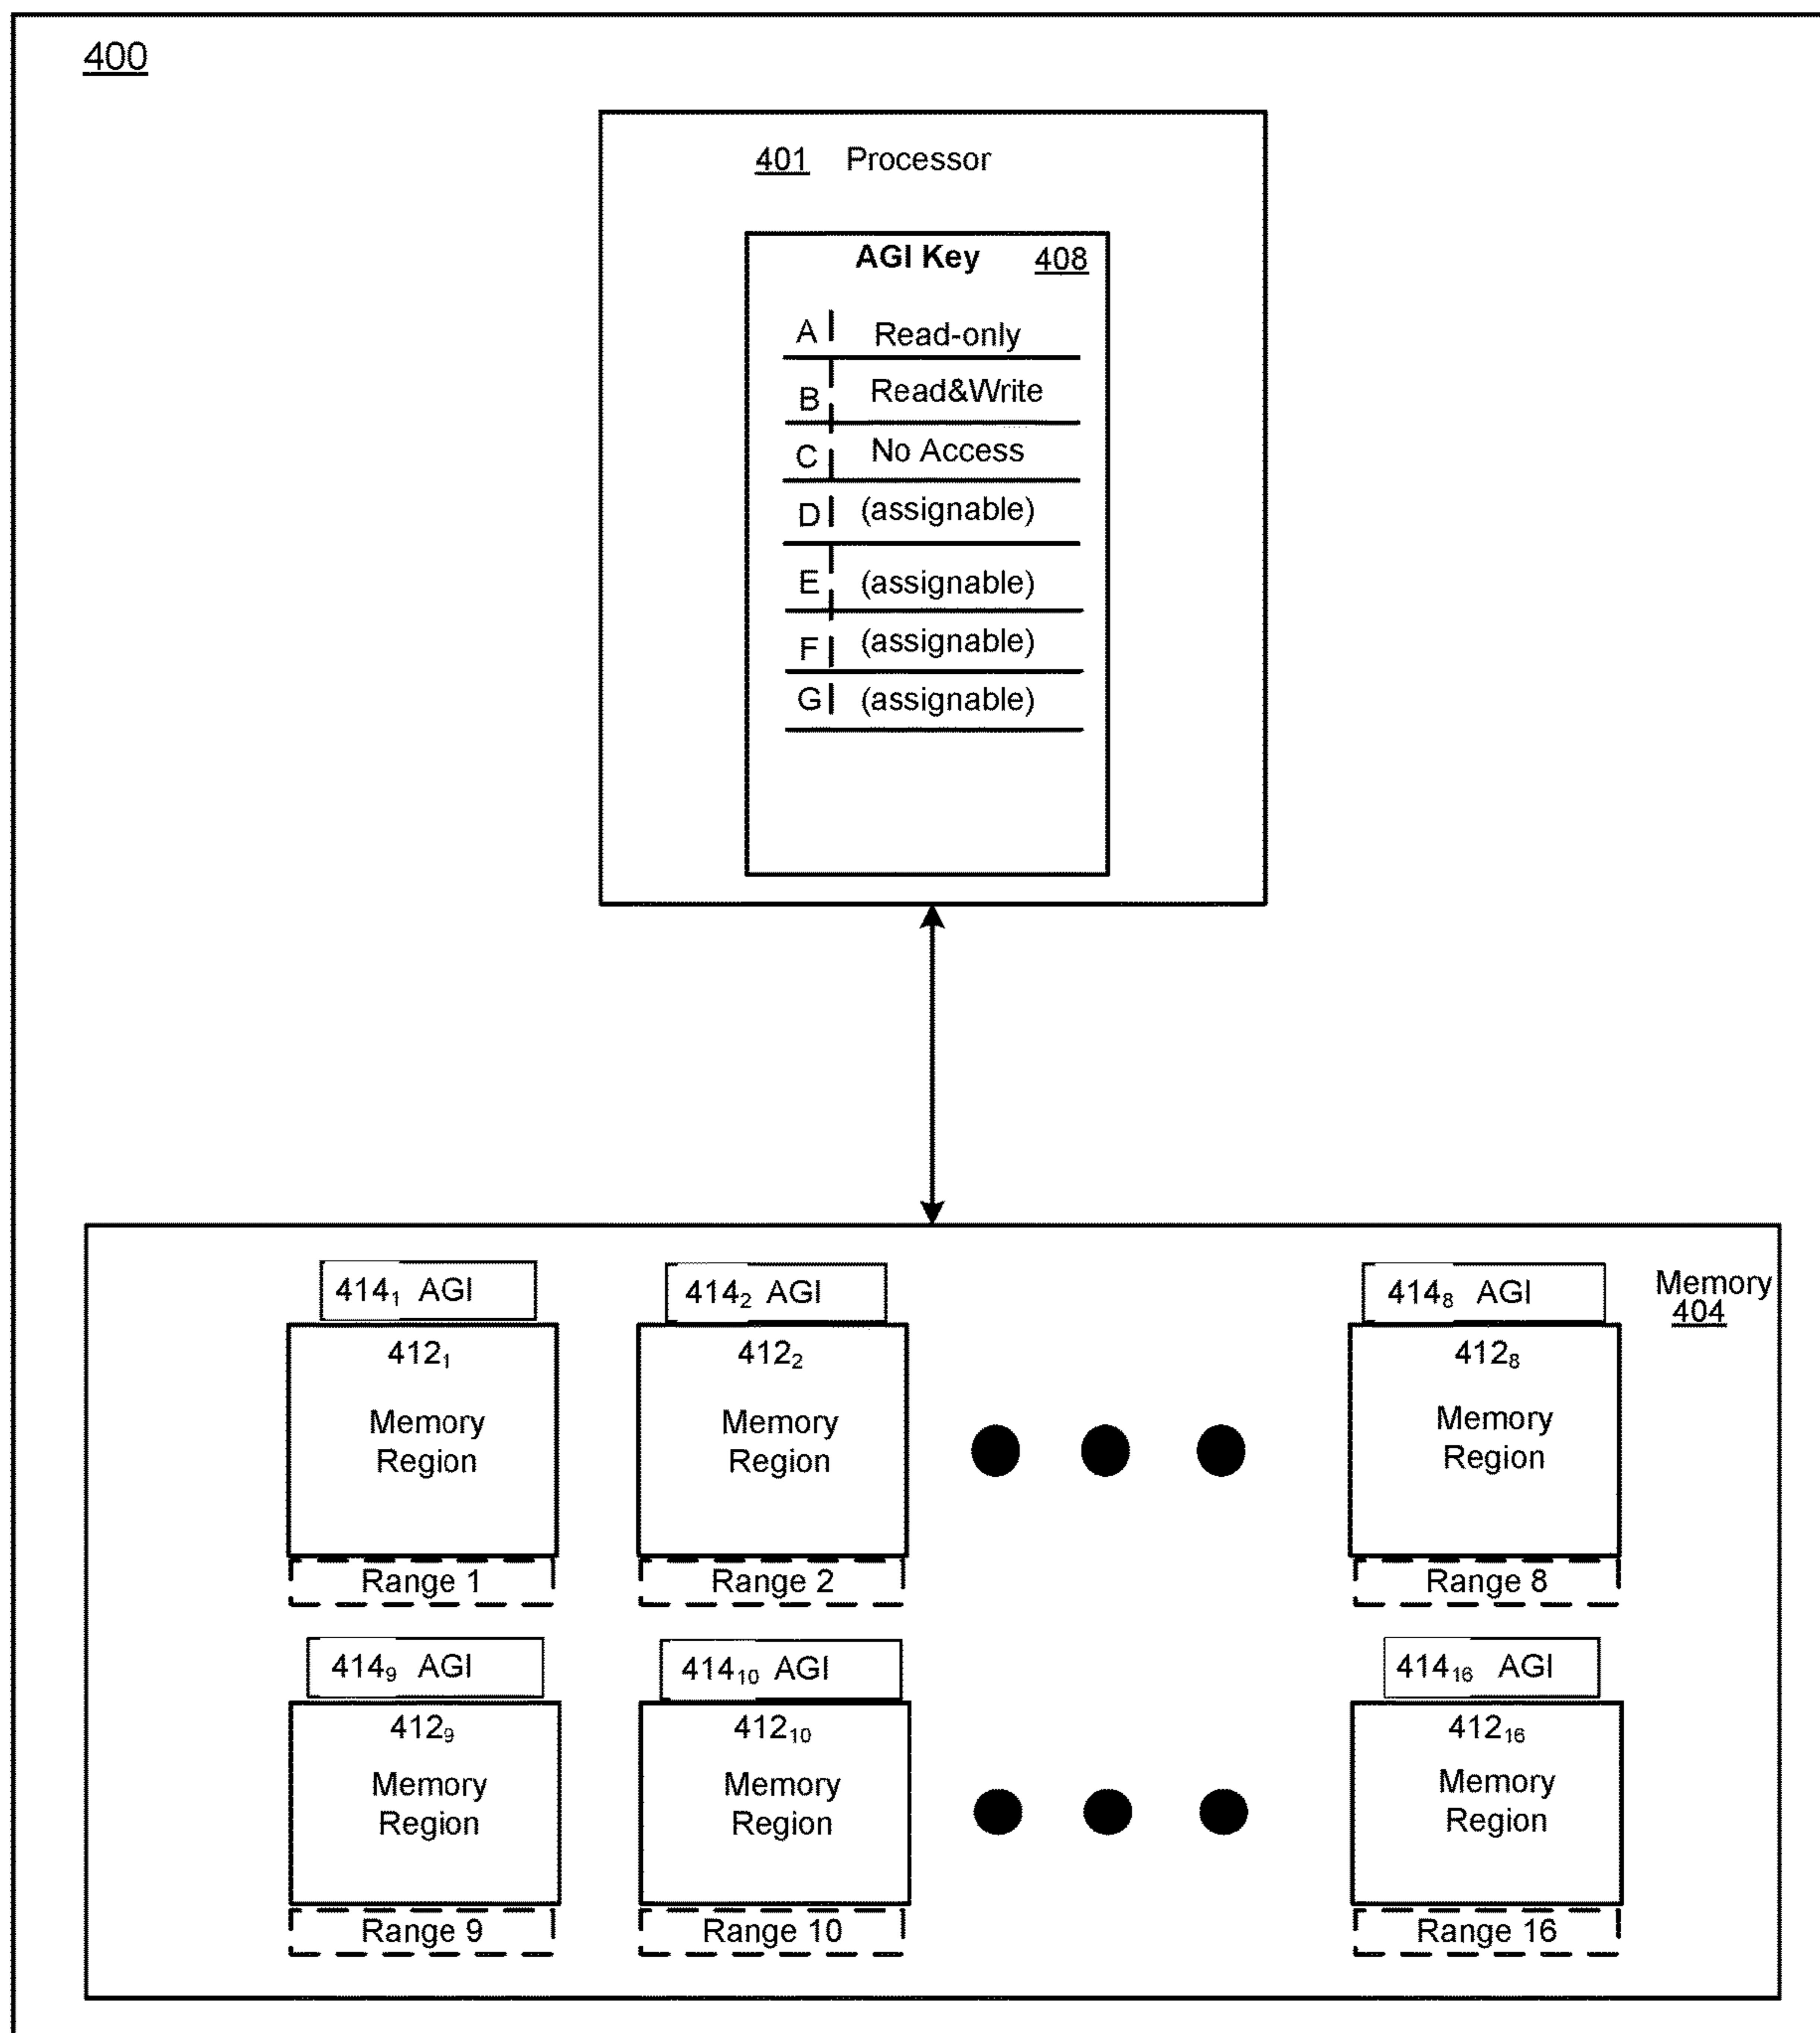 400
401 Processor
AGI Key 408
A Read-only
B Read&Write
C No Access
D (assignable)
E (assignable)
F (assignable)
G (assignable)
414₁ AGI 414₂ AGI 414₈ AGI Memory
404
412₁ 412₂ 412₈
Memory Memory Memory
Region Region Region
Range 1 Range 2 Range 8
414₉ AGI 414₁₀ AGI 414₁₆ AGI
412₉ 412₁₀ 412₁₆
Memory Memory Memory
Region Region Region
Range 9 Range 10 Range 16